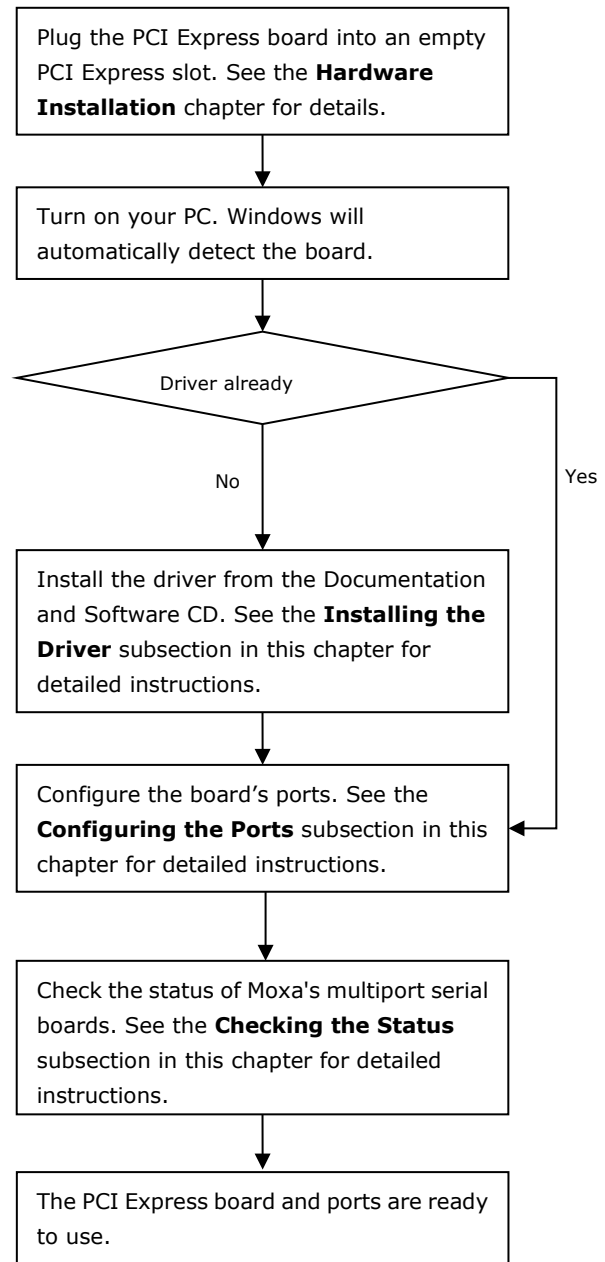 Plug the PCI Express board into an empty
PCI Express slot. See the Hardware
Installation chapter for details.
Turn on your PC. Windows will
automatically detect the board.
Driver already
No
Yes
Install the driver from the Documentation
and Software CD. See the Installing the
Driver subsection in this chapter for
detailed instructions.
Configure the board’s ports. See the
Configuring the Ports subsection in this
chapter for detailed instructions.
Check the status of Moxa's multiport serial
boards. See the Checking the Status
subsection in this chapter for detailed
instructions.
The PCI Express board and ports are ready
to use.